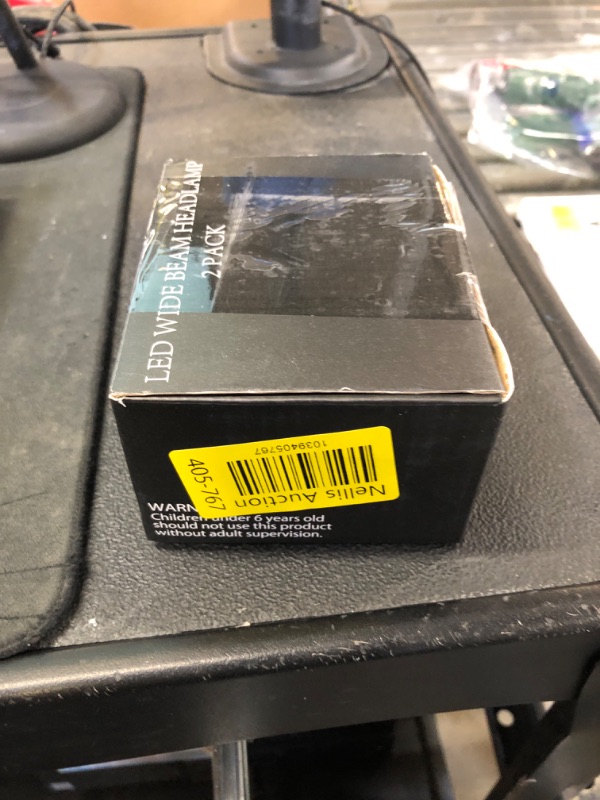 LED WIDE BEAM HEADLAMP
2 PACK
1039405767
Nellis Auction
405-767
Children under 6 years old
should not use this product
without adult supervision.